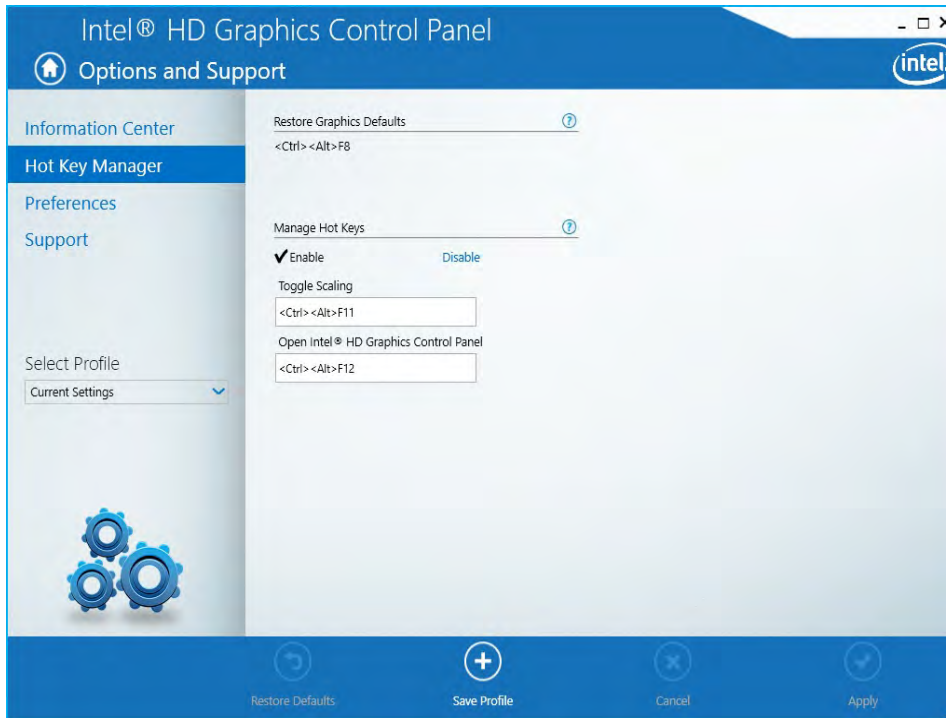 Intel® HD Graphics Control Panel
Options and Support
intel
Information Center
Hot Key Manager
Preferences
Support
Select Profile
Current Settings
Restore Graphics Defaults
<Ctrl><Alt>F8
Manage Hot Keys
Enable Disable
Toggle Scaling
<Ctrl><Alt>F11
Open Intel® HD Graphics Control Panel
<Ctrl><Alt>F12
Restore Defaults Save Profile Cancel Apply